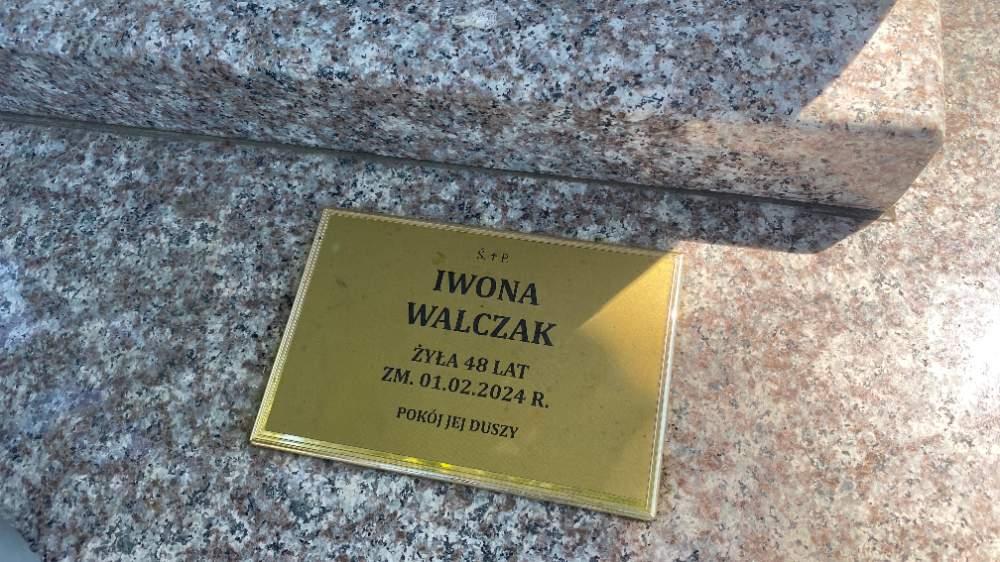 Ś. † P.
IWONA
WALCZAK
ŻYŁA 48 LAT
ZM. 01.02.2024 R.
POKÓJ JEJ DUSZY